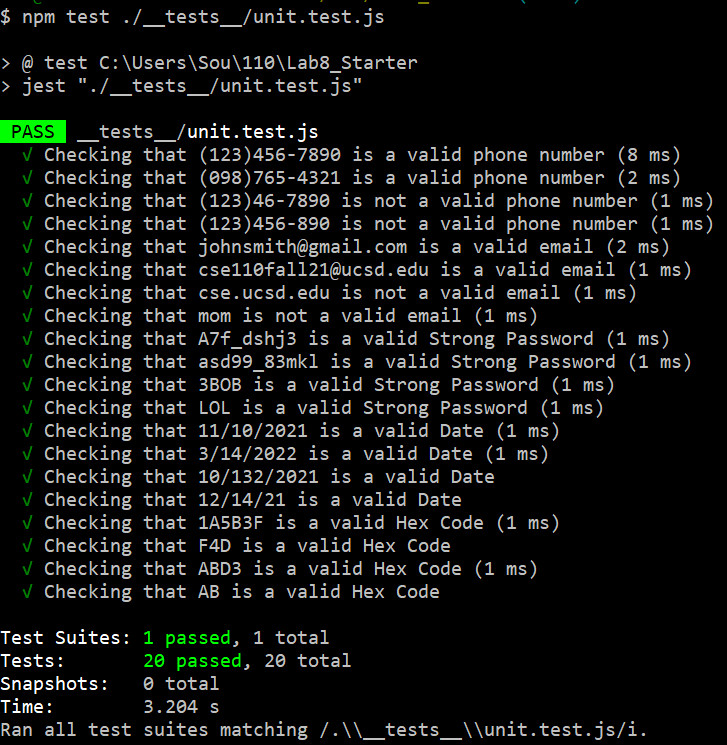 $ npm test ./__tests__/unit.test.js
> @ test C:\Users\Sou\110\Lab8_Starter
> jest "./__tests__/unit.test.js"
PASS __tests__/unit.test.js
√ Checking that (123)456-7890 is a valid phone number (8 ms)
√ Checking that (098)765-4321 is a valid phone number (2 ms)
√ Checking that (123)46-7890 is not a valid phone number (1 ms)
√ Checking that (123)456-890 is not a valid phone number (1 ms)
√ Checking that johnsmith@gmail.com is a valid email (2 ms)
√ Checking that cse110fall21@ucsd.edu is a valid email (1 ms)
√ Checking that cse.ucsd.edu is not a valid email (1 ms)
√ Checking that mom is not a valid email (1 ms)
√ Checking that A7f_dshj3 is a valid Strong Password (1 ms)
√ Checking that asd99_83mkl is a valid Strong Password (1 ms)
√ Checking that 3BOB is a valid Strong Password (1 ms)
√ Checking that LOL is a valid Strong Password (1 ms)
√ Checking that 11/10/2021 is a valid Date (1 ms)
√ Checking that 3/14/2022 is a valid Date (1 ms)
√ Checking that 10/132/2021 is a valid Date
√ Checking that 12/14/21 is a valid Date
√ Checking that 1A5B3F is a valid Hex Code (1 ms)
√ Checking that F4D is a valid Hex Code
√ Checking that ABD3 is a valid Hex Code (1 ms)
√ Checking that AB is a valid Hex Code
Test Suites: 1 passed, 1 total
Tests: 20 passed, 20 total
Snapshots: 0 total
Time: 3.204 s
Ran all test suites matching /.\\__tests__\\unit.test.js/i.